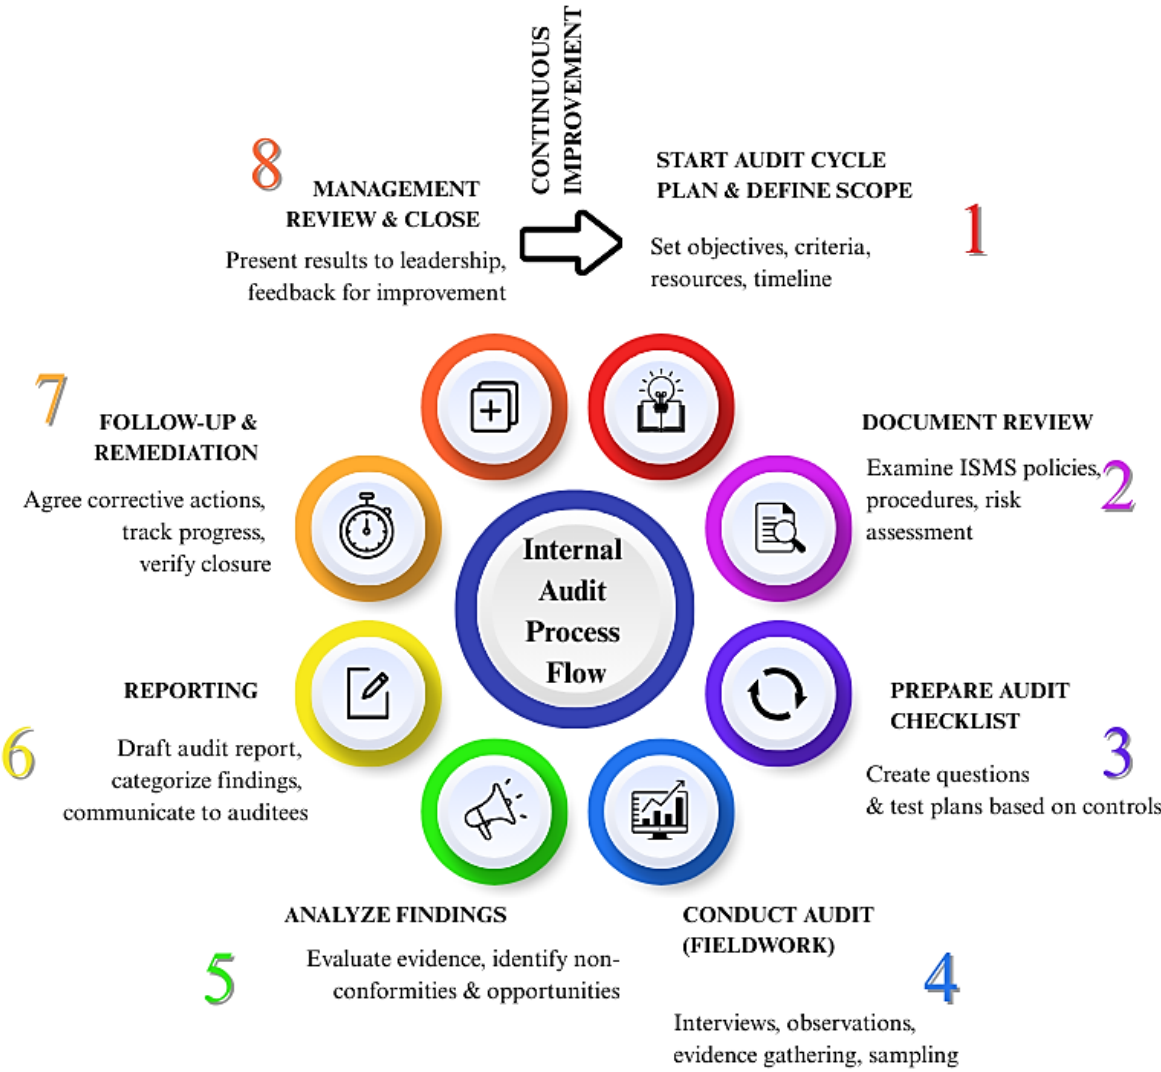 CONTINUOUS
IMPROVEMENT
1
START AUDIT CYCLE
PLAN & DEFINE SCOPE
Set objectives, criteria,
resources, timeline
2
DOCUMENT REVIEW
Examine ISMS policies,
procedures, risk
assessment
3
PREPARE AUDIT
CHECKLIST
Create questions
& test plans based on controls
4
CONDUCT AUDIT
(FIELDWORK)
Interviews, observations,
evidence gathering, sampling
5
ANALYZE FINDINGS
Evaluate evidence, identify non-
conformities & opportunities
6
REPORTING
Draft audit report,
categorize findings,
communicate to auditees
7
FOLLOW-UP &
REMEDIATION
Agree corrective actions,
track progress,
verify closure
8
MANAGEMENT
REVIEW & CLOSE
Present results to leadership,
feedback for improvement
Internal
Audit
Process
Flow